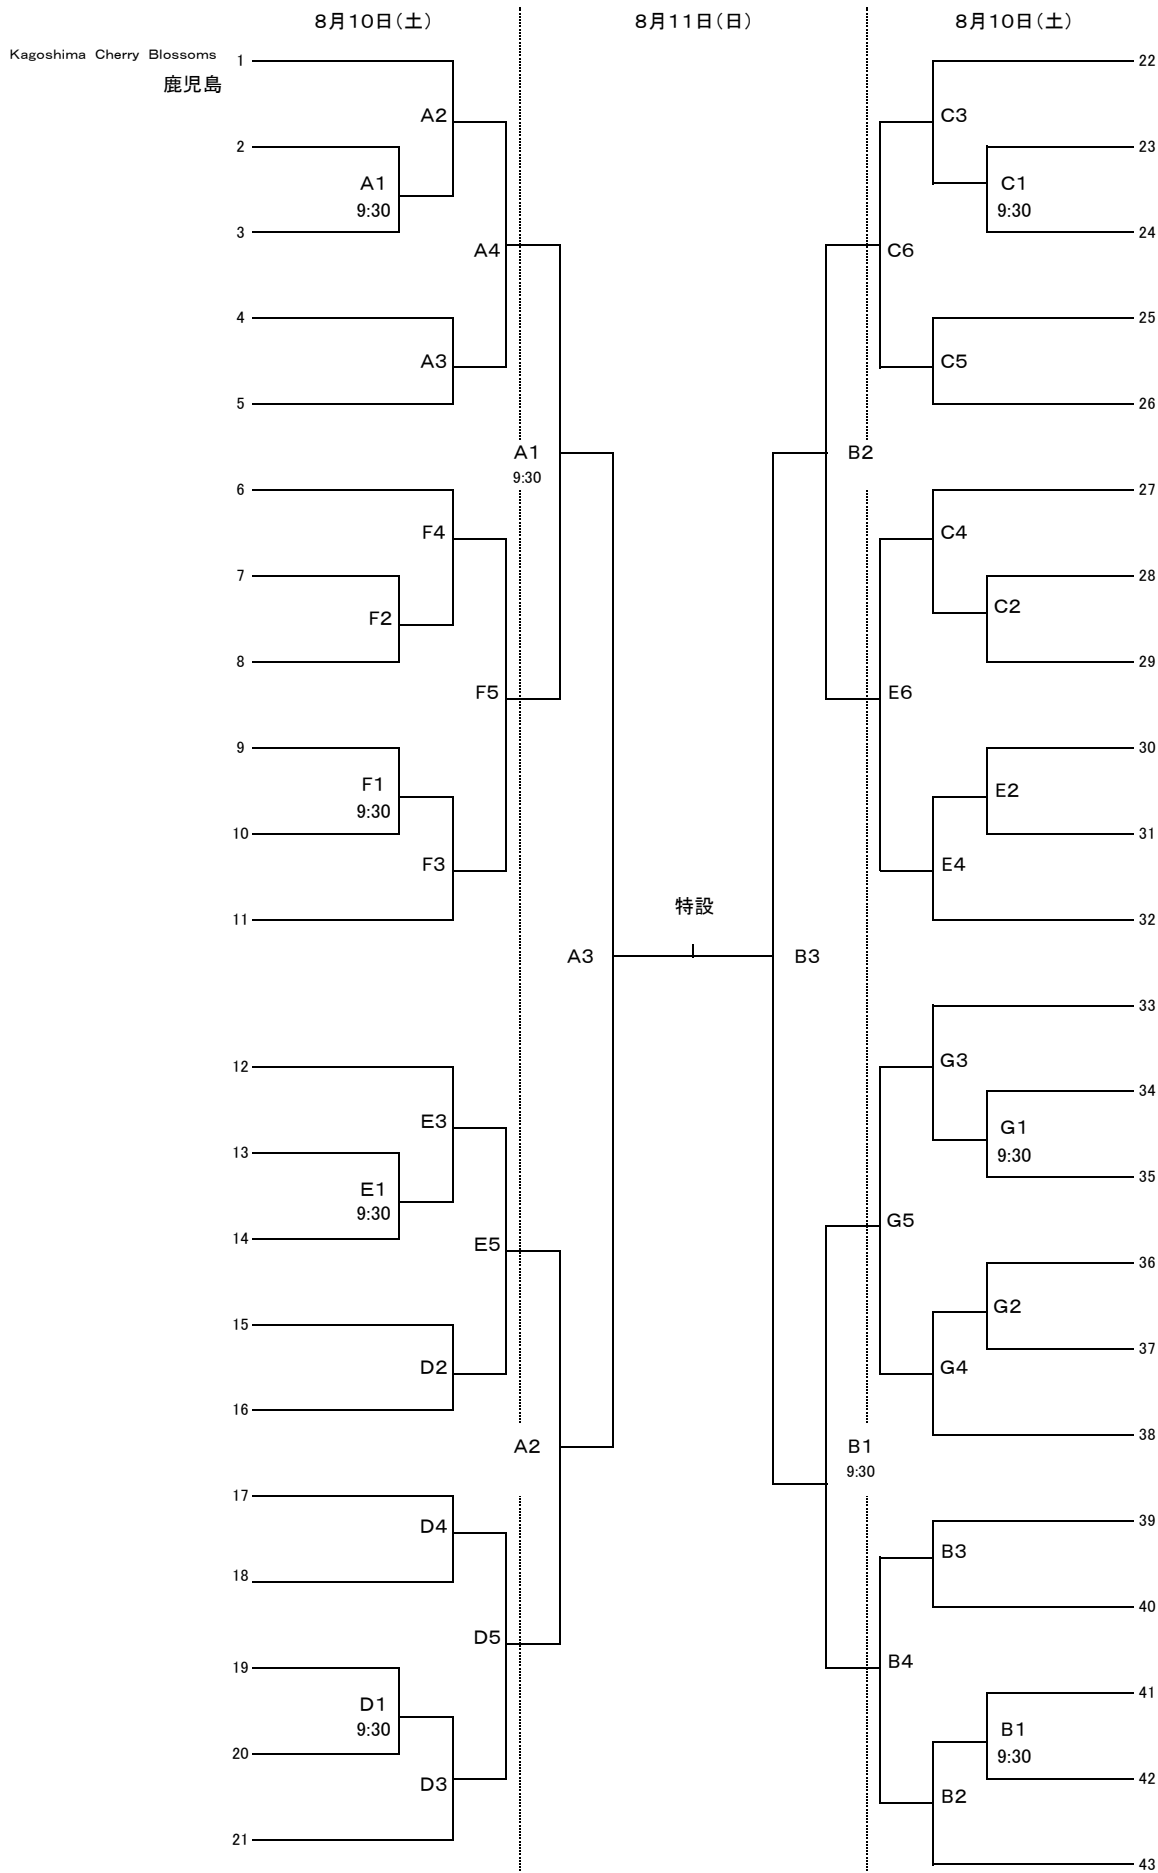 8月10日(土)
8月11日(日)
8月10日(土)
Kagoshima Cherry Blossoms
鹿児島
1
A2
2
A1
9:30
3
A4
4
A3
5
A1
9:30
6
F4
7
F2
8
F5
9
F1
9:30
10
F3
11
A3
12
E3
13
E1
9:30
14
E5
15
D2
16
A2
17
D4
18
D5
19
D1
9:30
20
D3
21
特設
22
C3
23
C1
9:30
24
C6
25
C5
26
B2
27
C4
28
C2
29
E6
30
E2
31
E4
32
B3
33
G3
34
G1
9:30
35
G5
36
G2
37
G4
38
B1
9:30
39
B3
40
B4
41
B1
9:30
42
B2
43